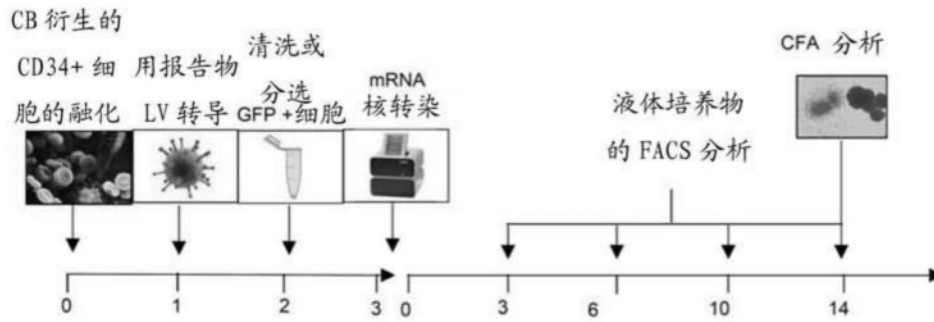 CB 衍生的
CD34+ 细
胞的融化
用报告物
LV 转导
清洗或
分选
GFP +细胞
mRNA
核转染
液体培养物
的 FACS 分析
CFA 分析
0 1 2 3
0 3 6 10 14